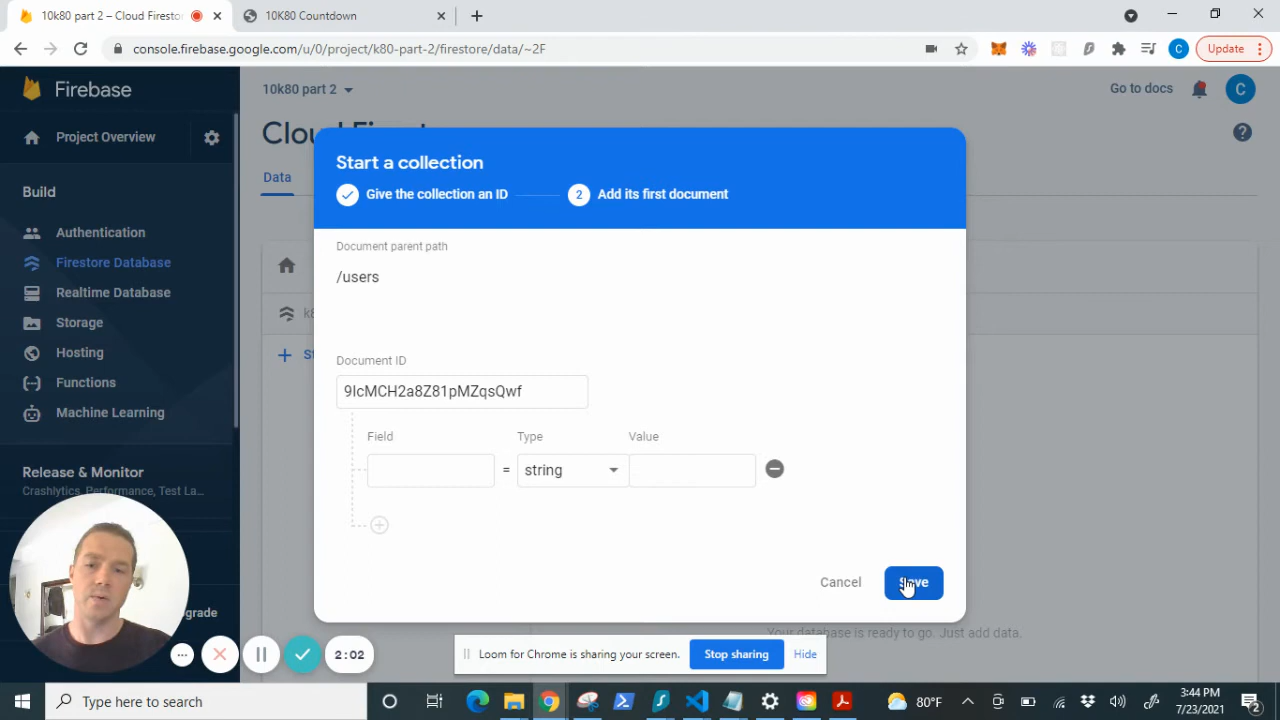 10k80 part 2 – Cloud Firesto
10K80 Countdown
console.firebase.google.com/u/0/project/k80-part-2/firestore/data/~2F
C
Update
Firebase
10k80 part 2
Go to docs
C
Project Overview
Cloud
Data
Build
Authentication
Firestore Database
Realtime Database
Storage
Hosting
Functions
Machine Learning
Release & Monitor
Crashlytics, Performance, Test La...
grade
Start a collection
Give the collection an ID
2
Add its first document
Document parent path
/users
Document ID
9IcMCH2a8Z81pMZqsQwf
Field
Type
Value
=
string
Cancel
Save
Your database is ready to go. Just add data.
2:02
Loom for Chrome is sharing your screen.
Stop sharing
Hide
Type here to search
80°F
3:44 PM
7/23/2021
2